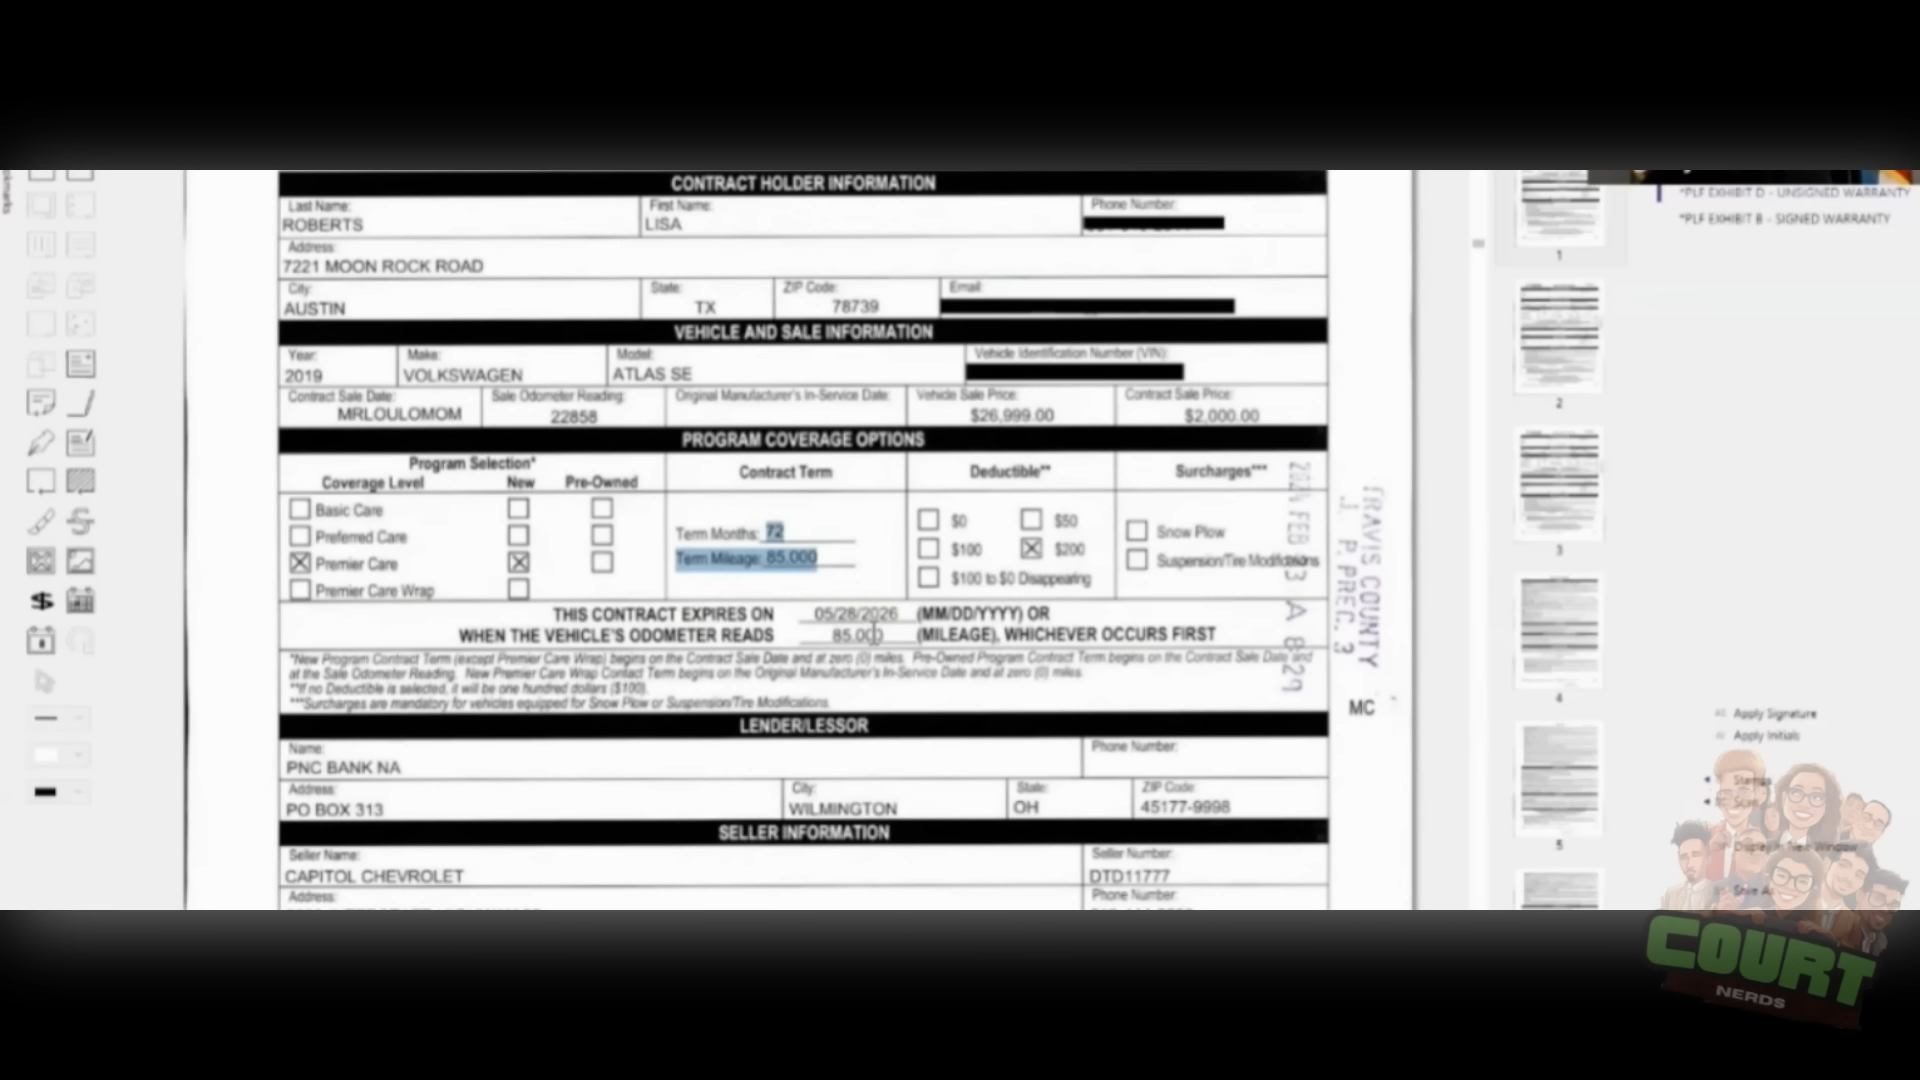 CONTRACT HOLDER INFORMATION
Last Name: First Name: Phone Number:
ROBERTS LISA
Address:
7221 MOON ROCK ROAD
City: State: ZIP Code: Email:
AUSTIN TX 78739
VEHICLE AND SALE INFORMATION
Year: Make: Model: Vehicle Identification Number (VIN):
2019 VOLKSWAGEN ATLAS SE
Contract Sale Date: Sale Odometer Reading: Original Manufacturer's In-Service Date: Vehicle Sale Price: Contract Sale Price:
MRLOULOMOM 22858 $26,999.00 $2,000.00
PROGRAM COVERAGE OPTIONS
Program Selection* Contract Term Deductible** Surcharges***
Coverage Level New Pre-Owned
Basic Care $0 $50
Preferred Care Term Months: 72 Snow Plow
Premier Care Term Mileage: 85,000 $100 $200 Suspension/Tire Modifications
Premier Care Wrap $100 to $0 Disappearing
THIS CONTRACT EXPIRES ON 05/28/2026 (MM/DD/YYYY) OR
WHEN THE VEHICLE'S ODOMETER READS 85,000 (MILEAGE), WHICHEVER OCCURS FIRST
*New Program Contract Term (except Premier Care Wrap) begins on the Contract Sale Date and at zero (0) miles. Pre-Owned Program Contract Term begins on the Contract Sale Date and
at the Sale Odometer Reading. New Premier Care Wrap Contact Term begins on the Original Manufacturer's In-Service Date and at zero (0) miles.
**If no Deductible is selected, it will be one hundred dollars ($100).
***Surcharges are mandatory for vehicles equipped for Snow Plow or Suspension/Tire Modifications.
LENDER/LESSOR
Name: Phone Number:
PNC BANK NA
Address: City: State: ZIP Code:
PO BOX 313 WILMINGTON OH 45177-9998
SELLER INFORMATION
Seller Name: Seller Number:
CAPITOL CHEVROLET DTD11777
Address: Phone Number:
TRAVIS COUNTY
J. P. PREC. 3
A 8:29
MC
*PLF EXHIBIT D - UNSIGNED WARRANTY
*PLF EXHIBIT B - SIGNED WARRANTY
1
2
3
4
5
Apply Signature
Apply Initials
Display in New Window
COURT
NERDS